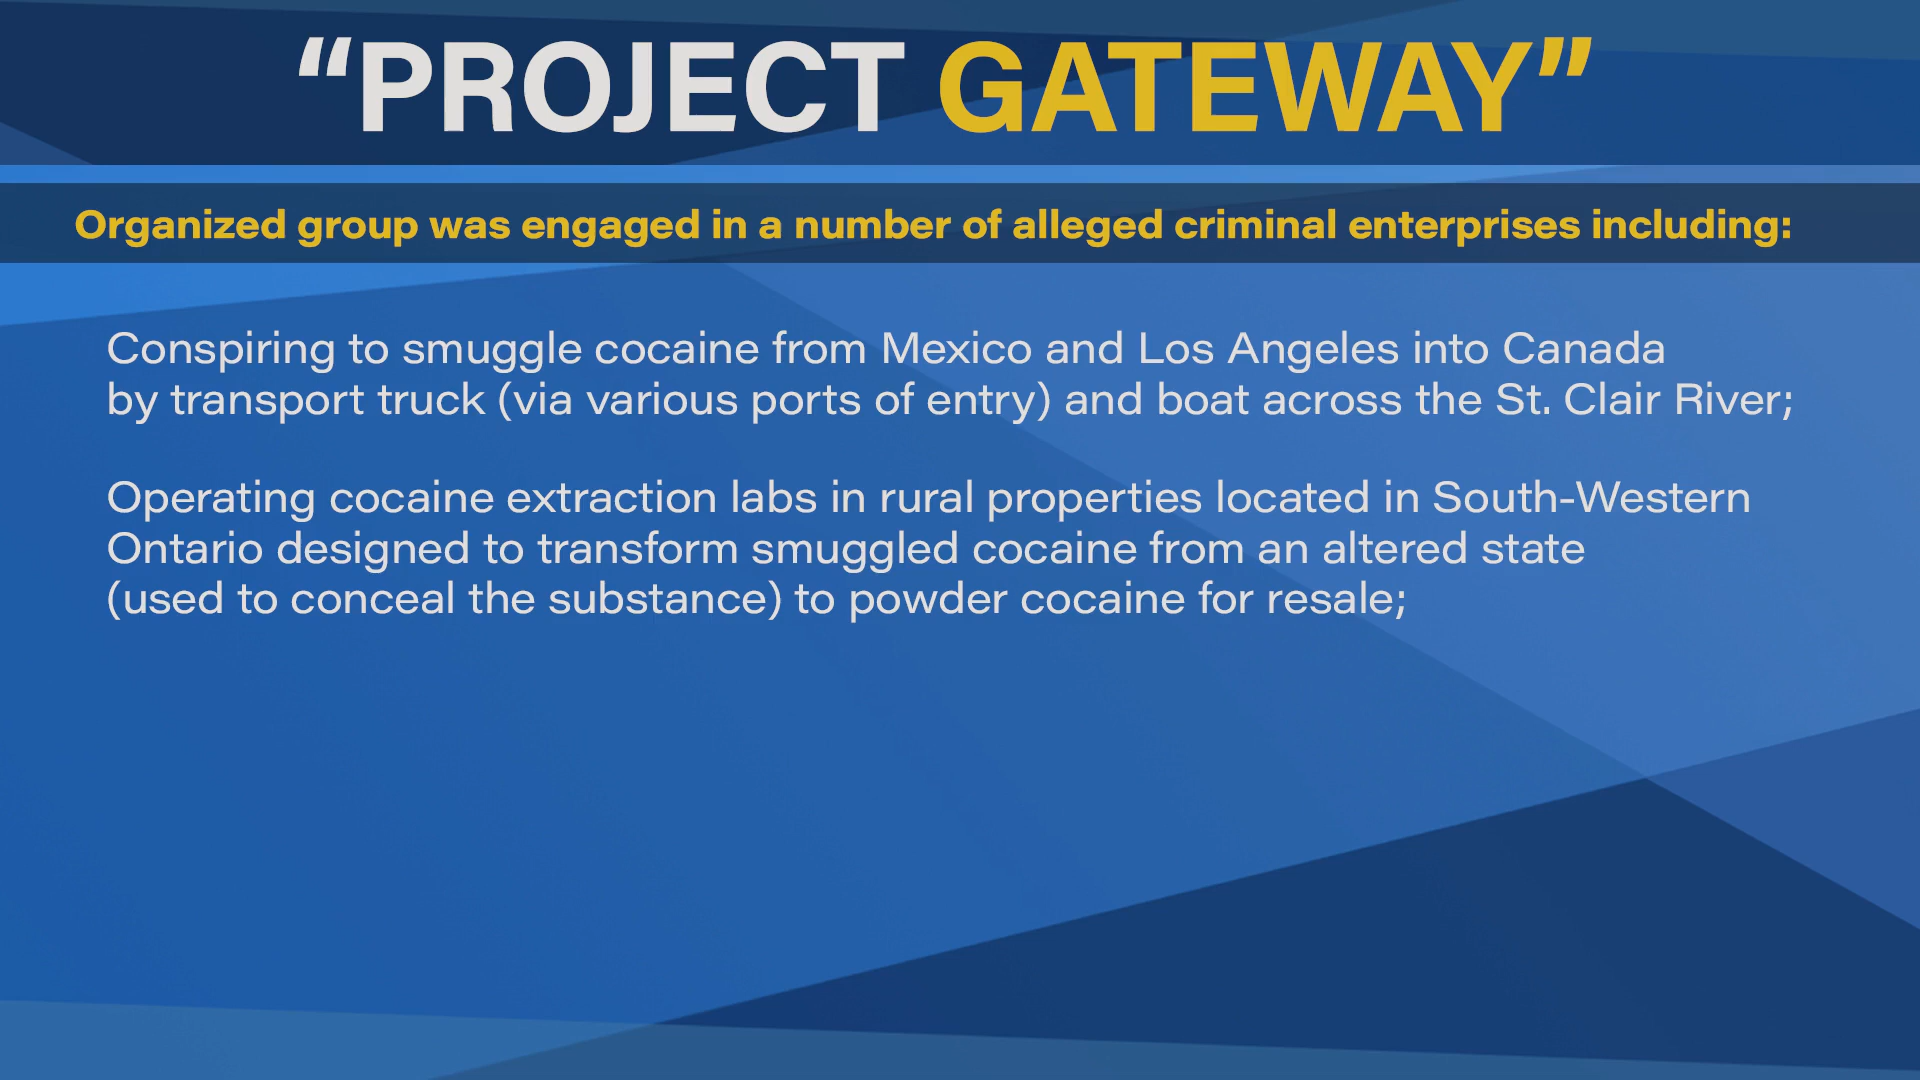 “PROJECT GATEWAY”
Organized group was engaged in a number of alleged criminal enterprises including:
Conspiring to smuggle cocaine from Mexico and Los Angeles into Canada
by transport truck (via various ports of entry) and boat across the St. Clair River;
Operating cocaine extraction labs in rural properties located in South-Western
Ontario designed to transform smuggled cocaine from an altered state
(used to conceal the substance) to powder cocaine for resale;